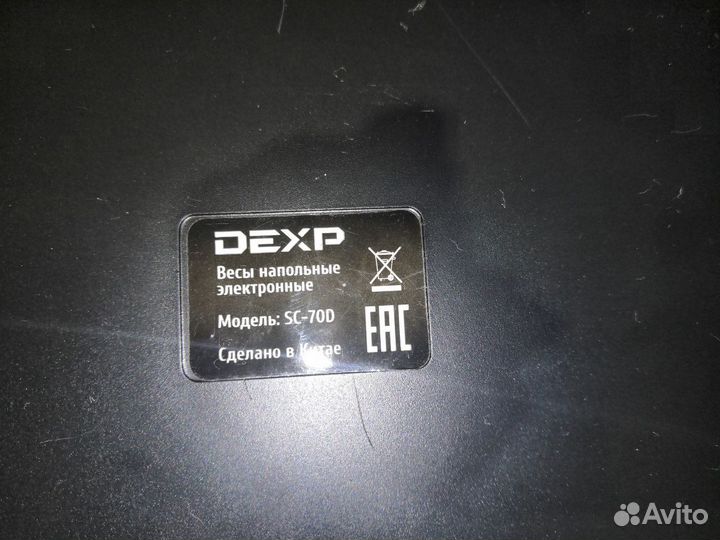 DEXP
Весы напольные
электронные
Модель: SC-70D
Сделано в Китае
EAC
Avito